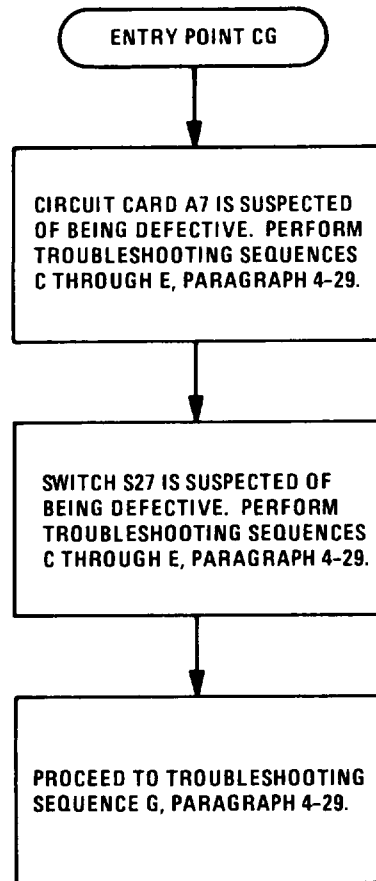 ENTRY POINT CG
CIRCUIT CARD A7 IS SUSPECTED
OF BEING DEFECTIVE. PERFORM
TROUBLESHOOTING SEQUENCES
C THROUGH E, PARAGRAPH 4-29.
SWITCH S27 IS SUSPECTED OF
BEING DEFECTIVE. PERFORM
TROUBLESHOOTING SEQUENCES
C THROUGH E, PARAGRAPH 4-29.
PROCEED TO TROUBLESHOOTING
SEQUENCE G, PARAGRAPH 4-29.